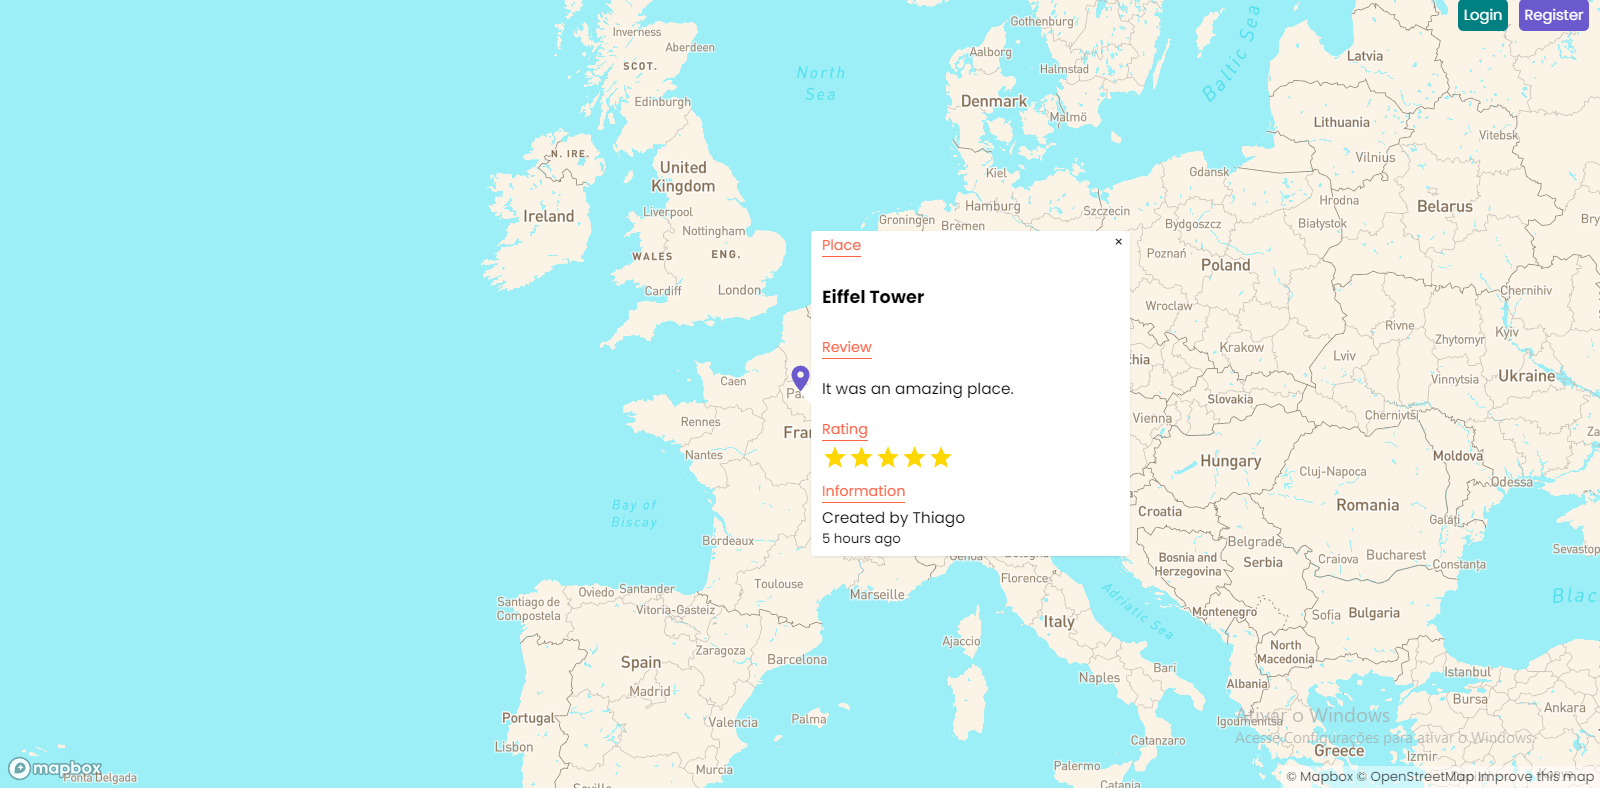 Login
Register
Gothenburg
Inverness
Aberdeen
Aalborg
Baltic Sea
Latvia
SCOT.
North
Sea
Halmstad
Edinburgh
Denmark
Malmö
Lithuania
Vitebsk
N. IRE.
Vilnius
United
Kingdom
Kiel
Gdansk
Hrodna
Ireland
Liverpool
Hamburg
Szczecin
Belarus
Groningen
Bremen
Bydgoszcz
Białystok
Nottingham
WALES
ENG.
Poznań
Poland
Cardiff
London
Wroclaw
Chernihiv
Place
×
Eiffel Tower
Review
It was an amazing place.
Rating
Information
Created by Thiago
5 hours ago
Rivne
Kyiv
Zhytomyr
Krakow
Lviv
Caen
Vinnytsia
Ukraine
Slovakia
Rennes
Vienna
Chernivtsi
Nantes
Hungary
Cluj-Napoca
Moldova
Odessa
Bay of
Biscay
Croatia
Romania
Galați
Bordeaux
Belgrade
Sevastop
Bosnia and
Herzegovina
Serbia
Craiova
Bucharest
Constanța
Genoa
Bologna
Toulouse
Florence
Marseille
Adriatic Sea
Santiago de
Compostela
Oviedo
Santander
Vitoria-Gasteiz
Montenegro
Sofia
Bulgaria
Blac
Ajaccio
Italy
North
Macedonia
Spain
Zaragoza
Barcelona
Bari
Istanbul
Madrid
Naples
Albania
Bursa
Ankara
Portugal
Valencia
Palma
Igoumenitsa
Ativar o Windows
Acesse Configurações para ativar o Windows.
Lisbon
Catanzaro
Greece
Izmir
Murcia
Palermo
Catania
mapbox
Ponta Delgada
© Mapbox © OpenStreetMap Improve this map